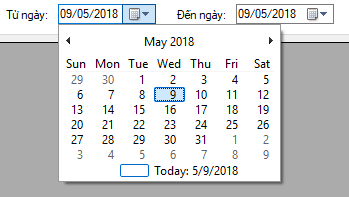 Từ ngày: 09/05/2018 Đến ngày: 09/05/2018
May 2018
Sun Mon Tue Wed Thu Fri Sat
29 30 1 2 3 4 5
6 7 8 9 10 11 12
13 14 15 16 17 18 19
20 21 22 23 24 25 26
27 28 29 30 31 1 2
3 4 5 6 7 8 9
Today: 5/9/2018